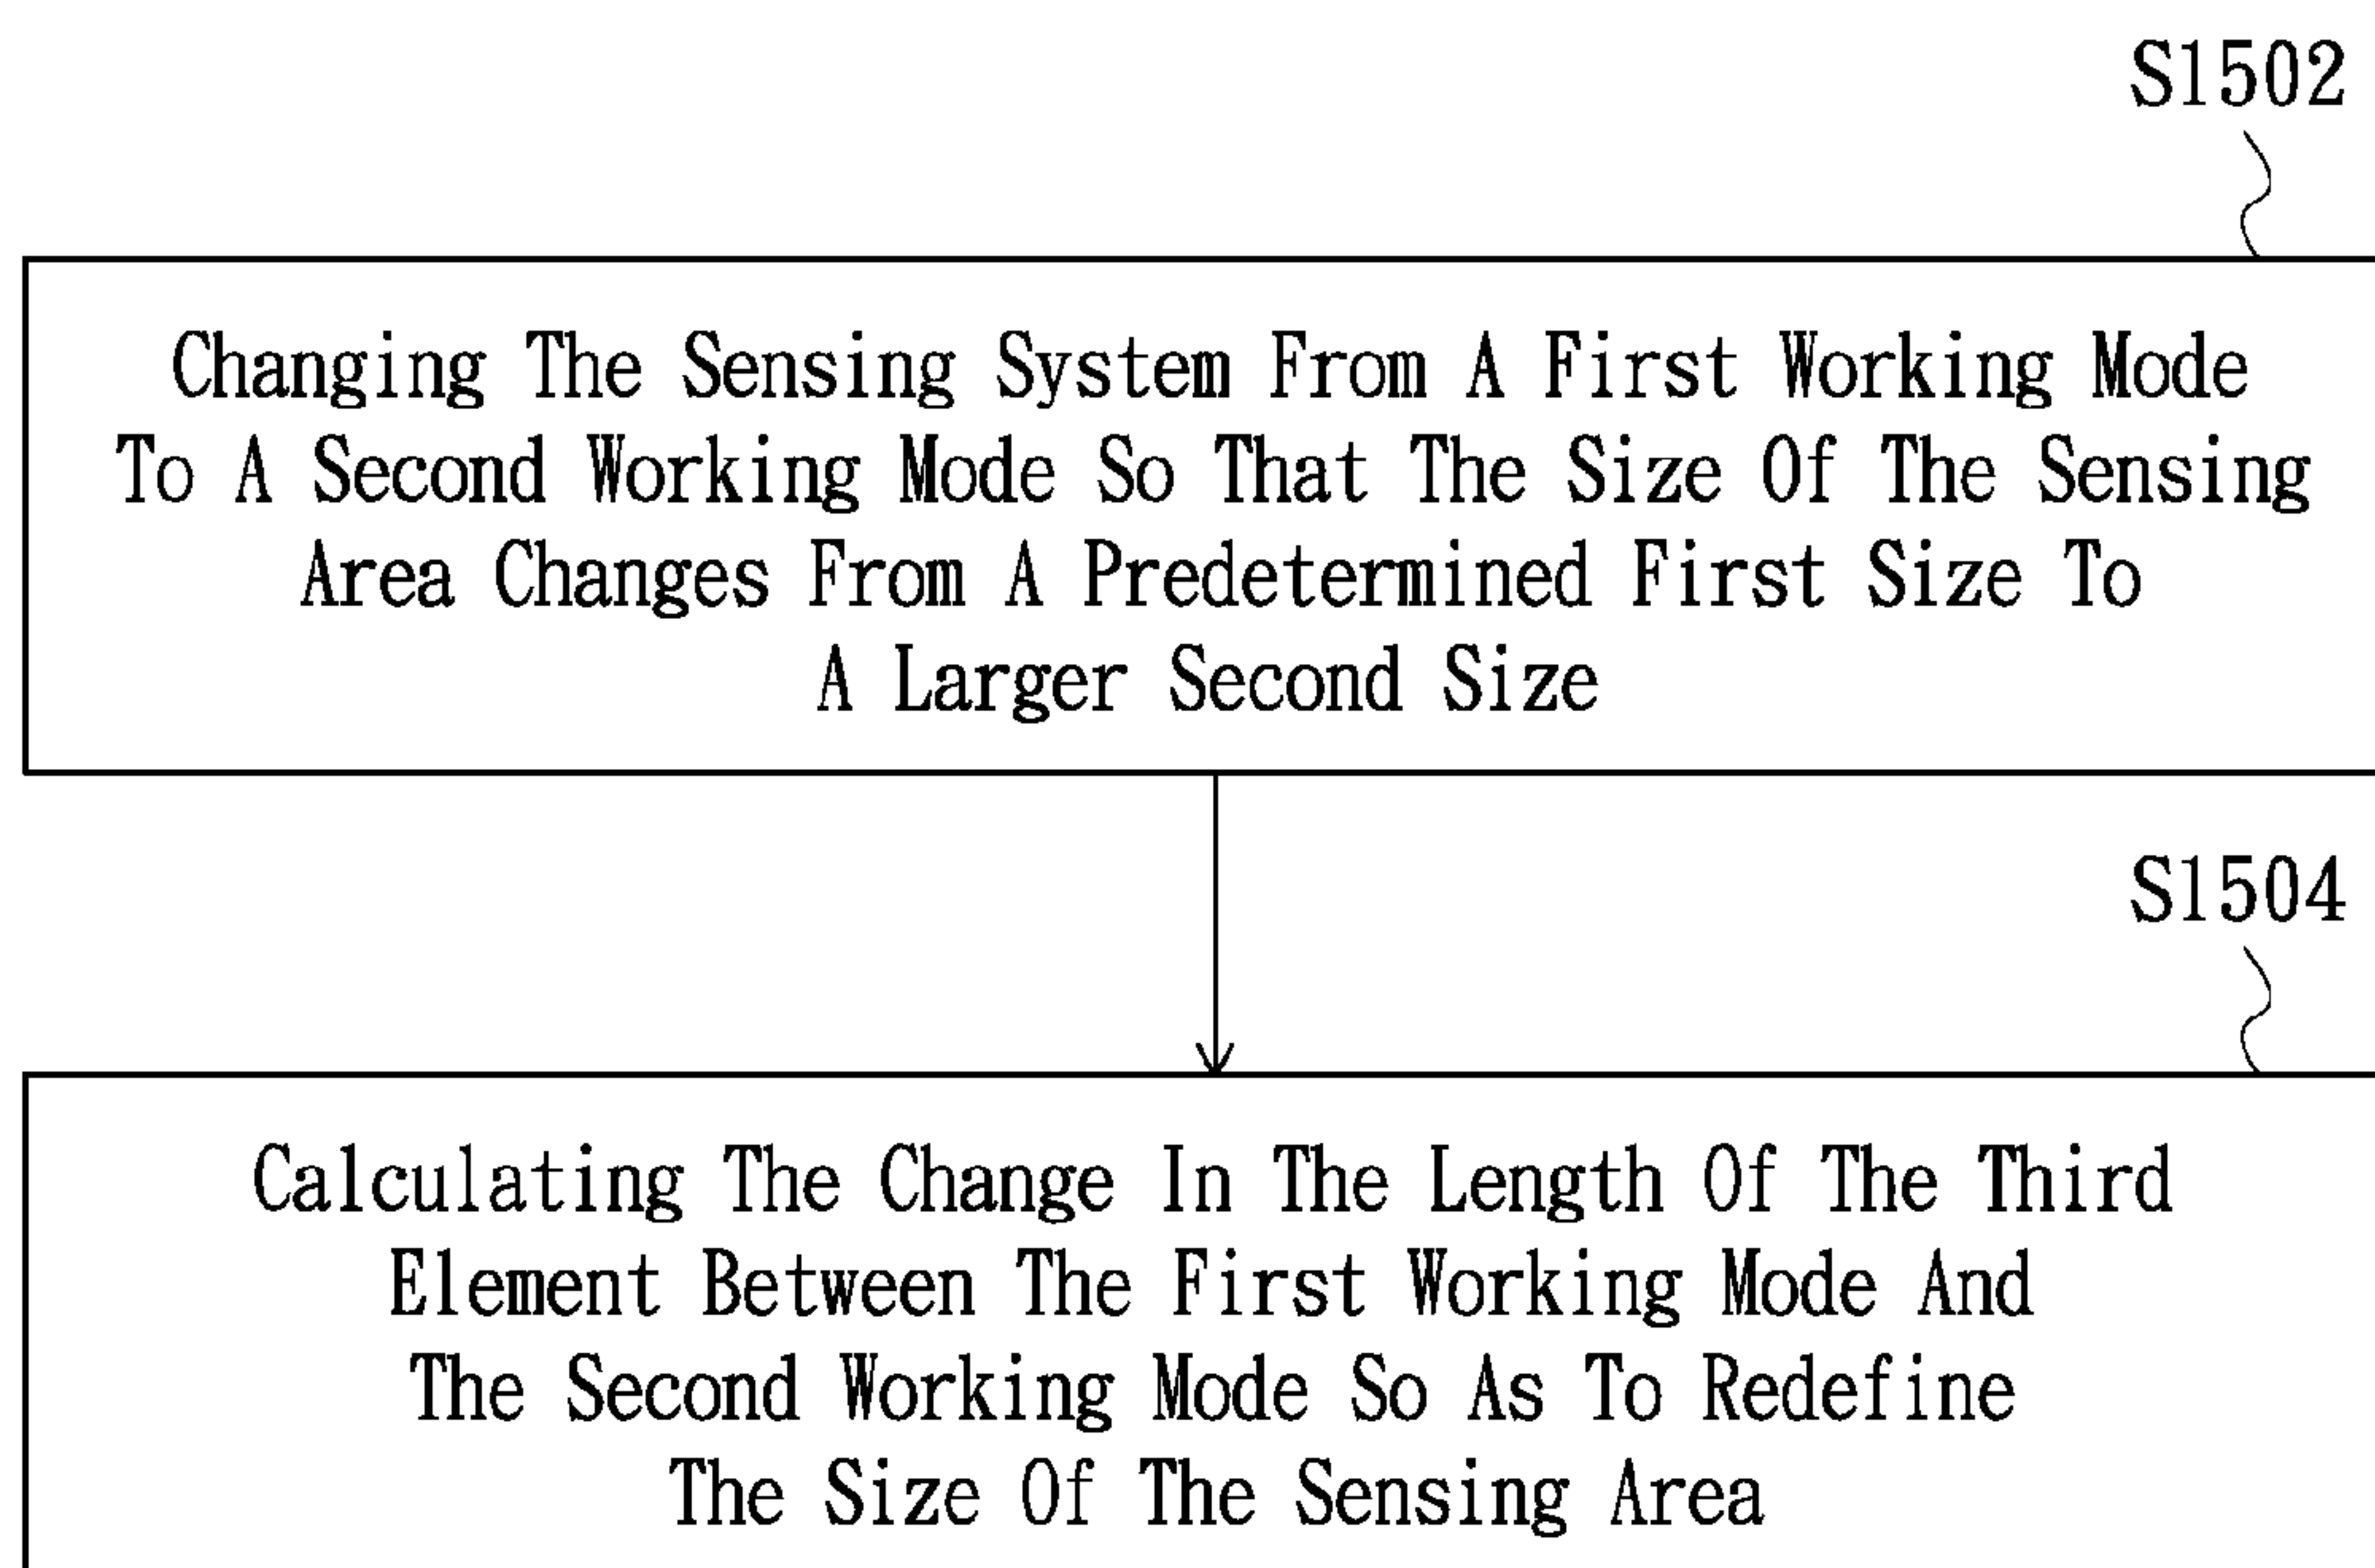 S1502
Changing The Sensing System From A First Working Mode
To A Second Working Mode So That The Size Of The Sensing
Area Changes From A Predetermined First Size To
A Larger Second Size
S1504
Calculating The Change In The Length Of The Third
Element Between The First Working Mode And
The Second Working Mode So As To Redefine
The Size Of The Sensing Area